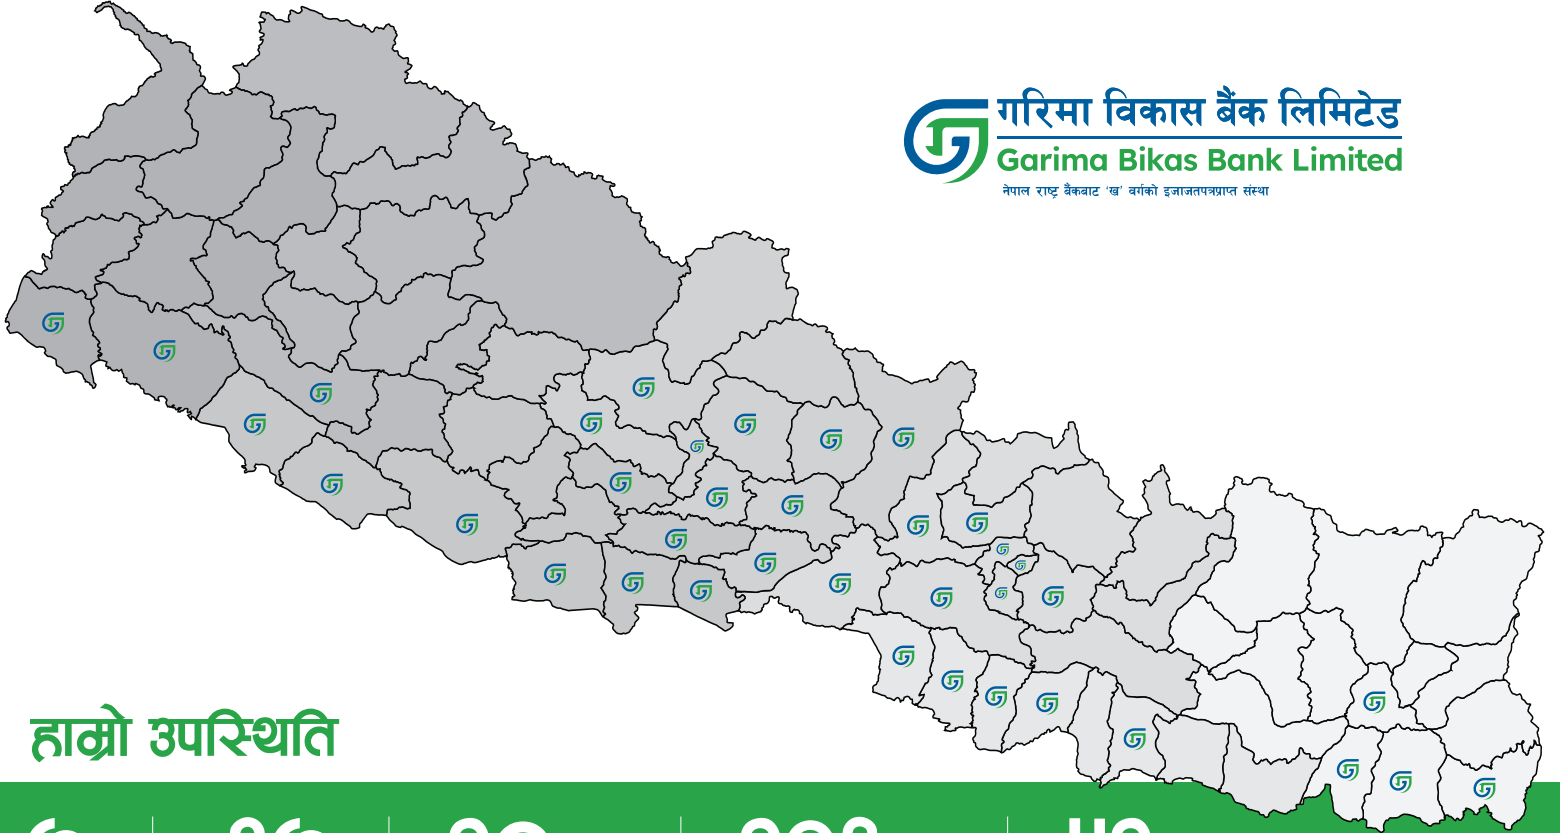 गरिमा विकास बैंक लिमिटेड
Garima Bikas Bank Limited
नेपाल राष्ट्र बैंकबाट 'ख' वर्गको इजाजतपत्रप्राप्त संस्था
हाम्रो उपस्थिति